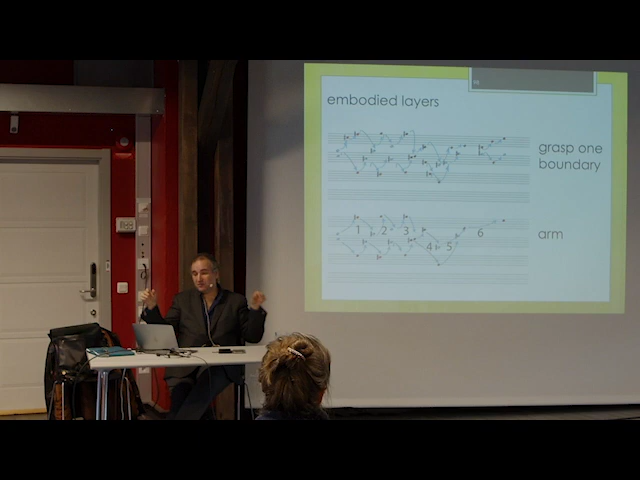 embodied layers
grasp one
boundary
1 2 3
4 5
6
arm